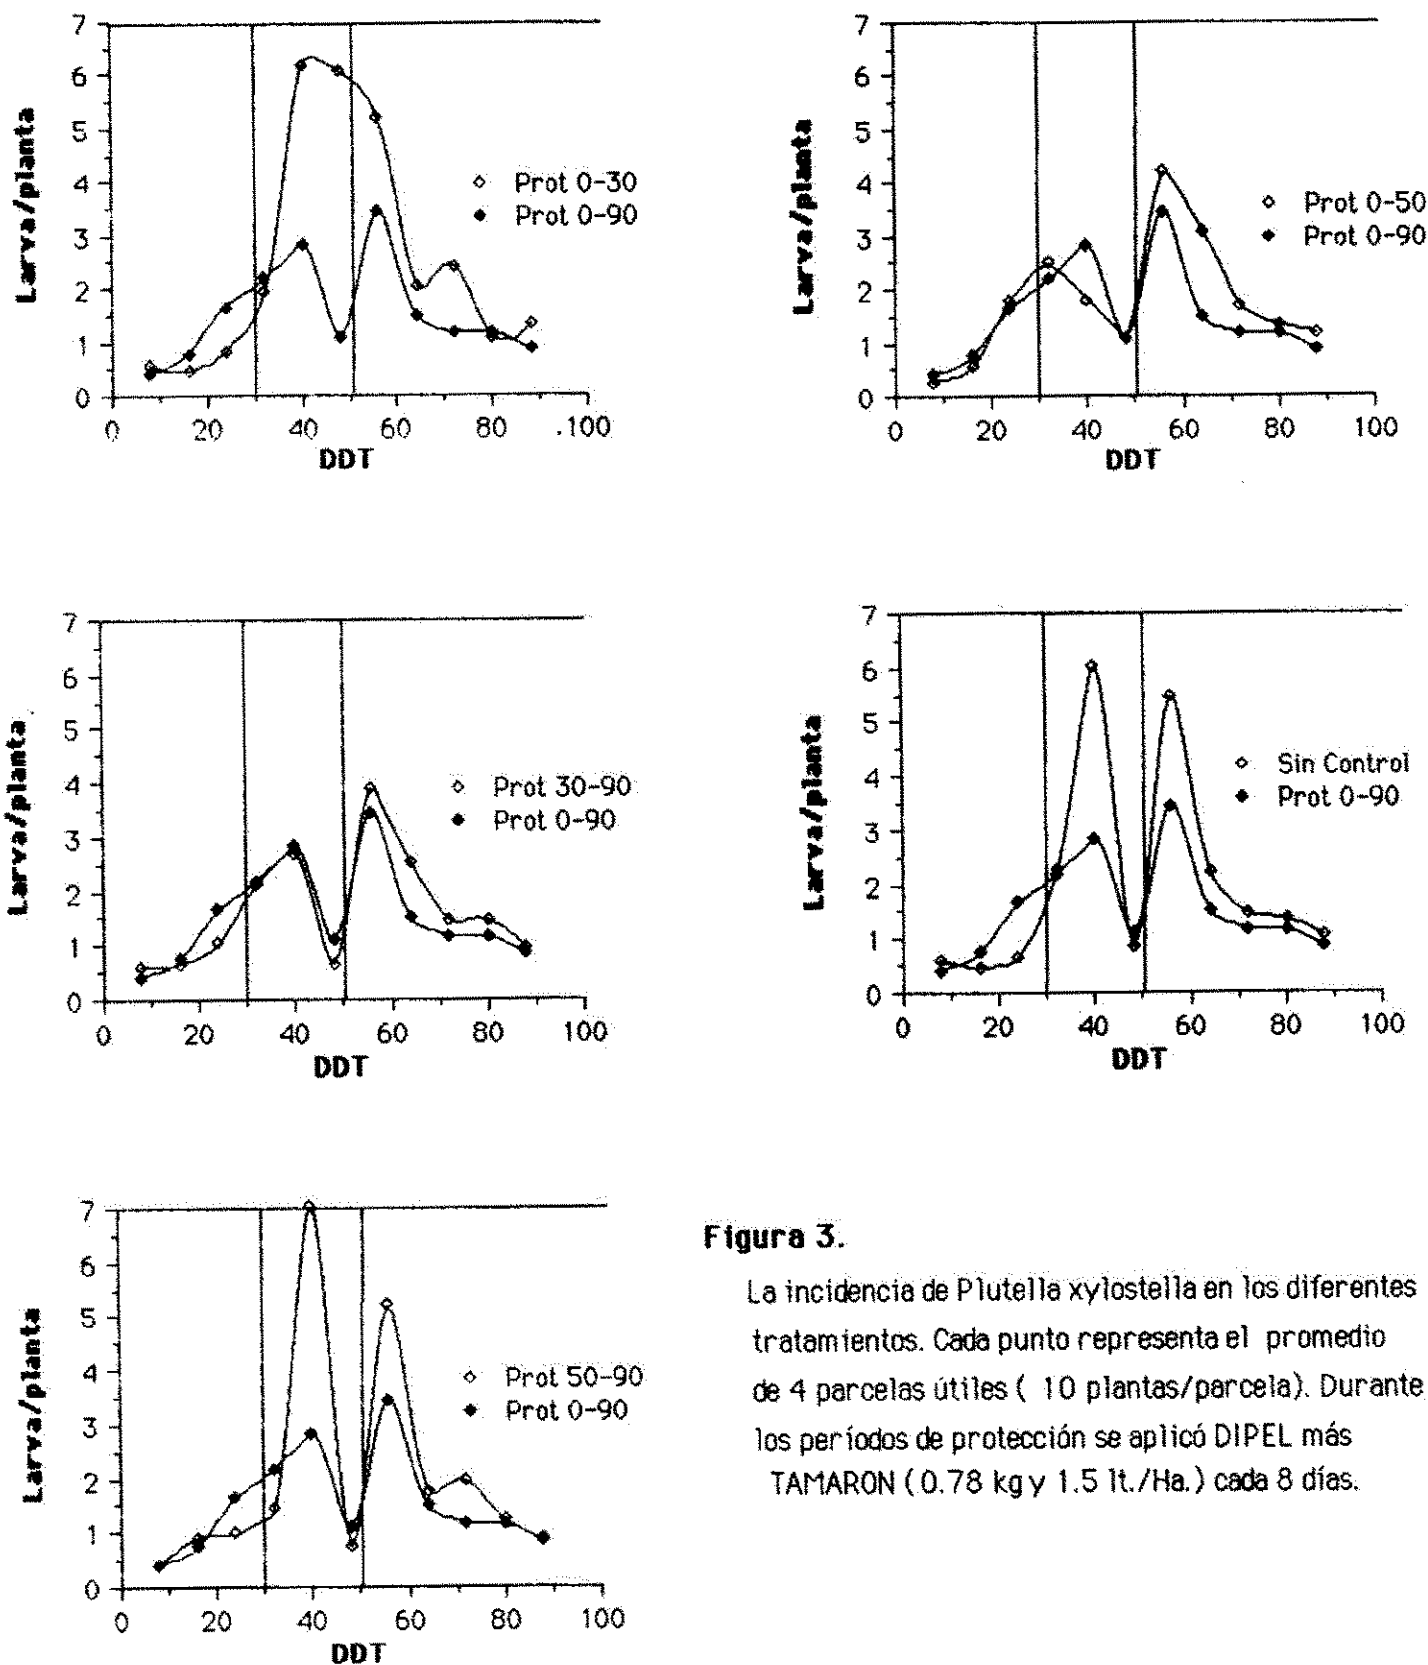 7
6
5
4
3
2
1
0
Larva/planta
Prot 0-30
Prot 0-90
0 20 40 60 80 .100
DDT
7
6
5
4
3
2
1
0
Larva/planta
Prot 0-50
Prot 0-90
0 20 40 60 80 100
DDT
7
6
5
4
3
2
1
0
Larva/planta
Prot 30-90
Prot 0-90
0 20 40 60 80 100
DDT
7
6
5
4
3
2
1
0
Larva/planta
Sin Control
Prot 0-90
0 20 40 60 80 100
DDT
7
6
5
4
3
2
1
0
Larva/planta
Prot 50-90
Prot 0-90
0 20 40 60 80 100
DDT
Figura 3.
La incidencia de Plutella xylostella en los diferentes
tratamientos. Cada punto representa el promedio
de 4 parcelas útiles ( 10 plantas/parcela). Durante
los períodos de protección se aplicó DIPEL más
TAMARON (0.78 kg y 1.5 lt./Ha.) cada 8 días.